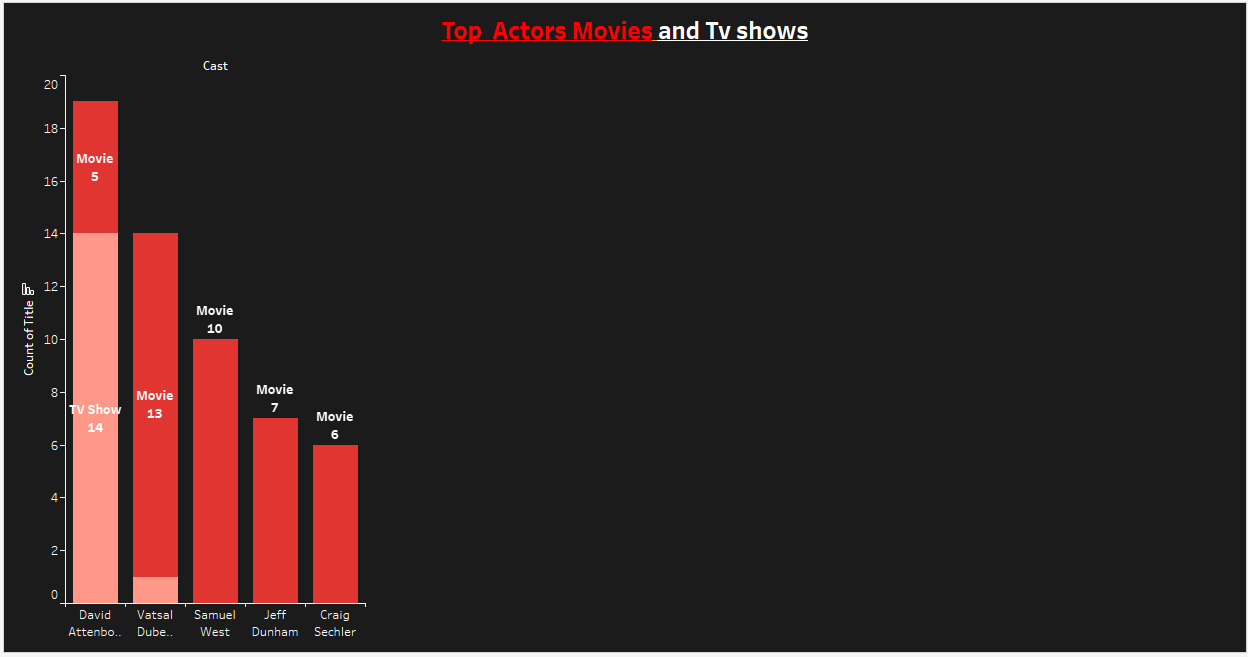 Top  Actors Movies and Tv shows
Cast
20
18
16
14
12
10
8
6
4
2
0
Count of Title
Movie
5
TV Show
14
Movie
13
Movie
10
Movie
7
Movie
6
David
Attenbo..
Vatsal
Dube..
Samuel
West
Jeff
Dunham
Craig
Sechler